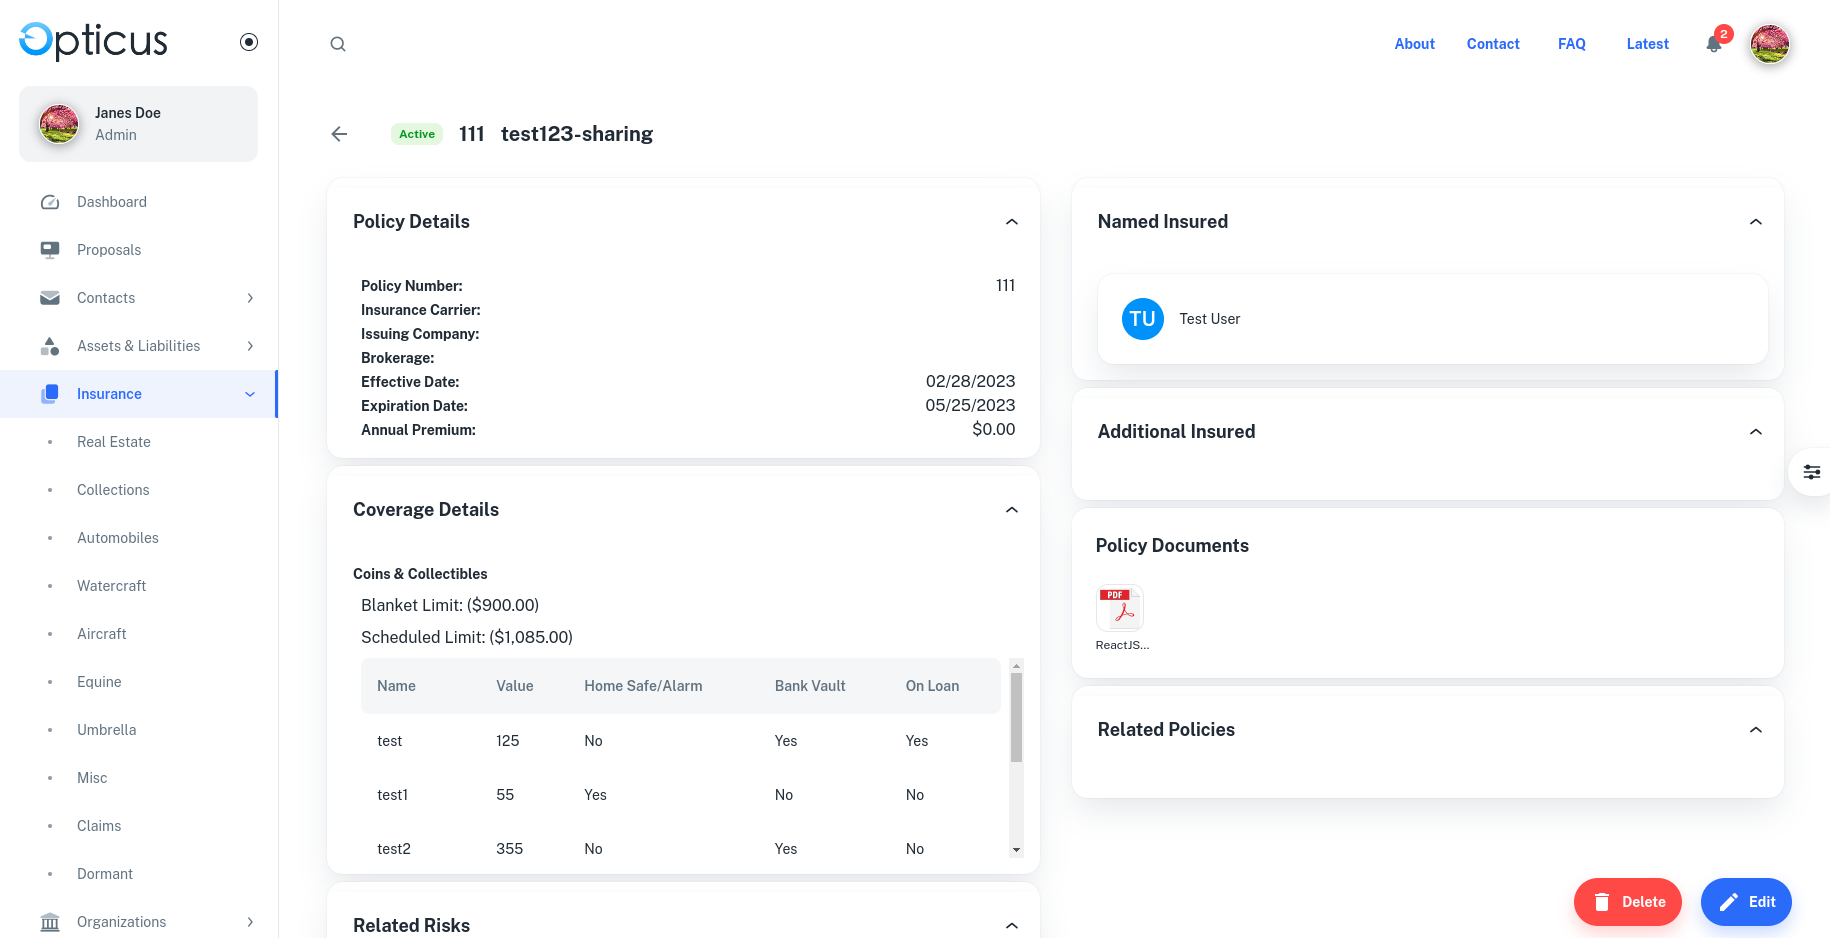 Opticus
Janes Doe
Admin
Dashboard
Proposals
Contacts
Assets & Liabilities
Insurance
Real Estate
Collections
Automobiles
Watercraft
Aircraft
Equine
Umbrella
Misc
Claims
Dormant
Organizations
About Contact FAQ Latest 2
Active 111 test123-sharing
Policy Details
Policy Number: 111
Insurance Carrier:
Issuing Company:
Brokerage:
Effective Date: 02/28/2023
Expiration Date: 05/25/2023
Annual Premium: $0.00
Coverage Details
Coins & Collectibles
Blanket Limit: ($900.00)
Scheduled Limit: ($1,085.00)
Name Value Home Safe/Alarm Bank Vault On Loan
test 125 No Yes Yes
test1 55 Yes No No
test2 355 No Yes No
Related Risks
Named Insured
TU Test User
Additional Insured
Policy Documents
PDF
ReactJS...
Related Policies
Delete Edit